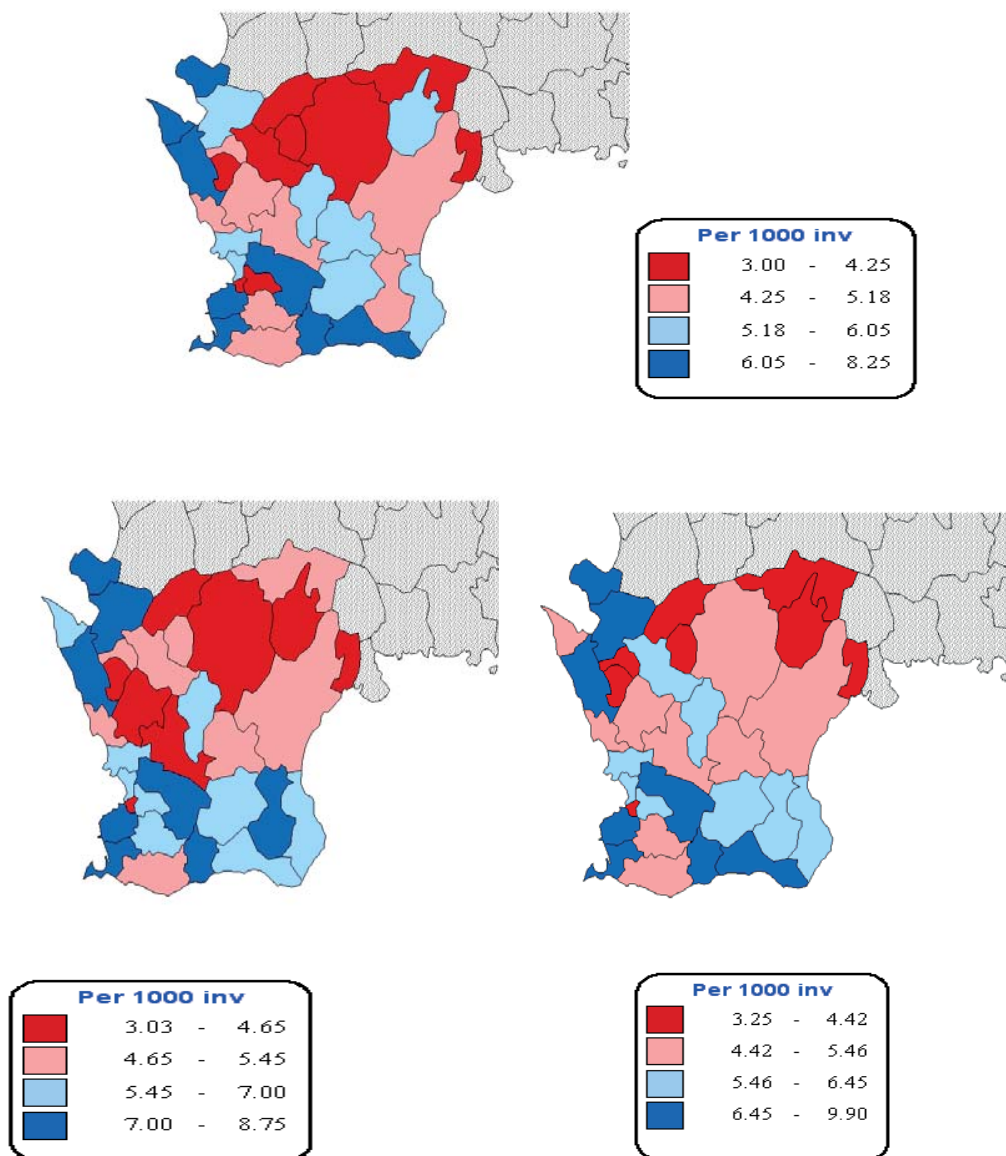 Per 1000 inv
3.00 - 4.25
4.25 - 5.18
5.18 - 6.05
6.05 - 8.25
Per 1000 inv
3.03 - 4.65
4.65 - 5.45
5.45 - 7.00
7.00 - 8.75
Per 1000 inv
3.25 - 4.42
4.42 - 5.46
5.46 - 6.45
6.45 - 9.90